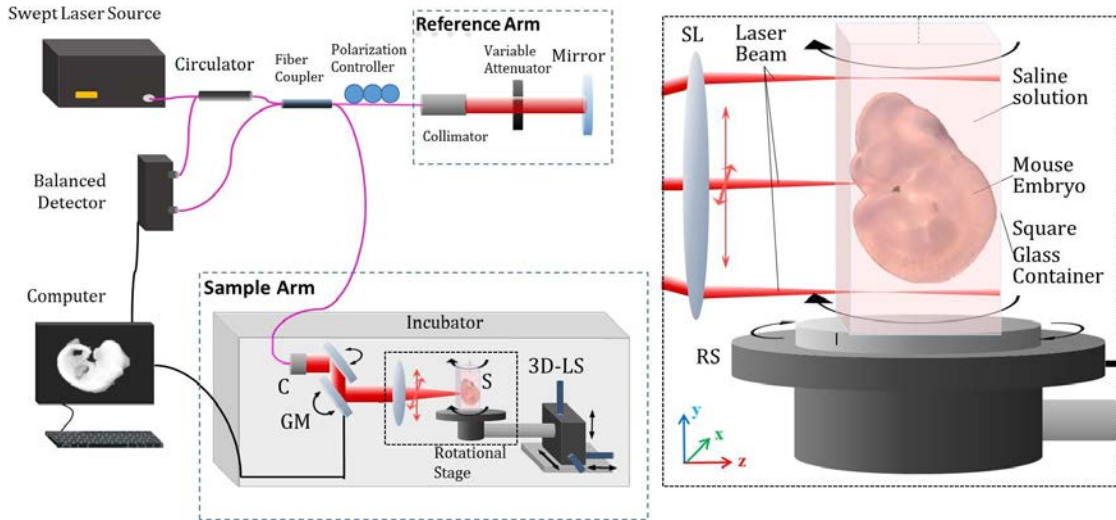 Swept Laser Source
Circulator
Fiber
Coupler
Polarization
Controller
Reference Arm
Variable
Attenuator
Mirror
Collimator
Balanced
Detector
Computer
Sample Arm
Incubator
C
GM
S
3D-LS
Rotational
Stage
SL
Laser
Beam
Saline
solution
Mouse
Embryo
Square
Glass
Container
RS
y
x
z